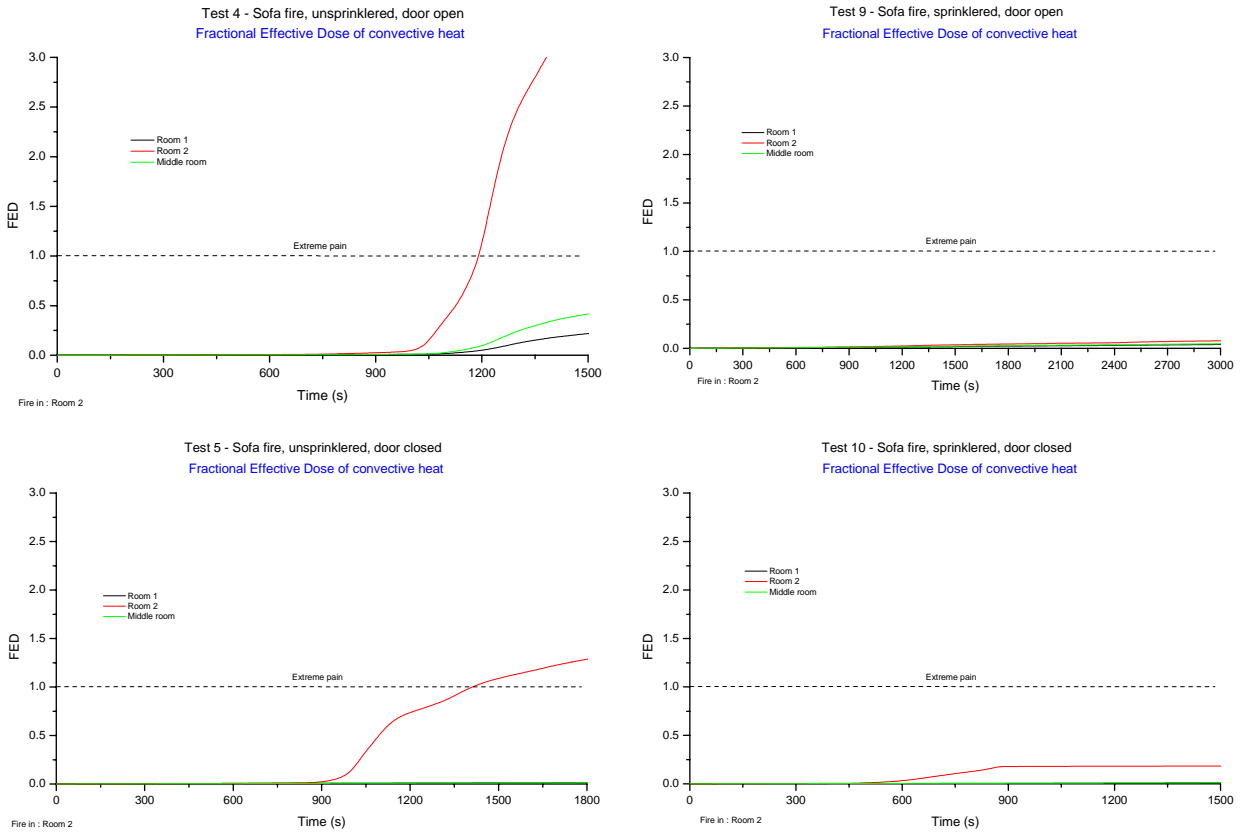 Test 4 - Sofa fire, unsprinklered, door open
Fractional Effective Dose of convective heat
3.0
2.5
2.0
1.5
1.0
0.5
0.0
FED
Room 1
Room 2
Middle room
Extreme pain
0 300 600 900 1200 1500
Time (s)
Fire in : Room 2
Test 9 - Sofa fire, sprinklered, door open
Fractional Effective Dose of convective heat
3.0
2.5
2.0
1.5
1.0
0.5
0.0
FED
Room 1
Room 2
Middle room
Extreme pain
0 300 600 900 1200 1500 1800 2100 2400 2700 3000
Time (s)
Fire in : Room 2
Test 5 - Sofa fire, unsprinklered, door closed
Fractional Effective Dose of convective heat
3.0
2.5
2.0
1.5
1.0
0.5
0.0
FED
Room 1
Room 2
Middle room
Extreme pain
0 300 600 900 1200 1500 1800
Time (s)
Fire in : Room 2
Test 10 - Sofa fire, sprinklered, door closed
Fractional Effective Dose of convective heat
3.0
2.5
2.0
1.5
1.0
0.5
0.0
FED
Room 1
Room 2
Middle room
Extreme pain
0 300 600 900 1200 1500
Time (s)
Fire in : Room 2